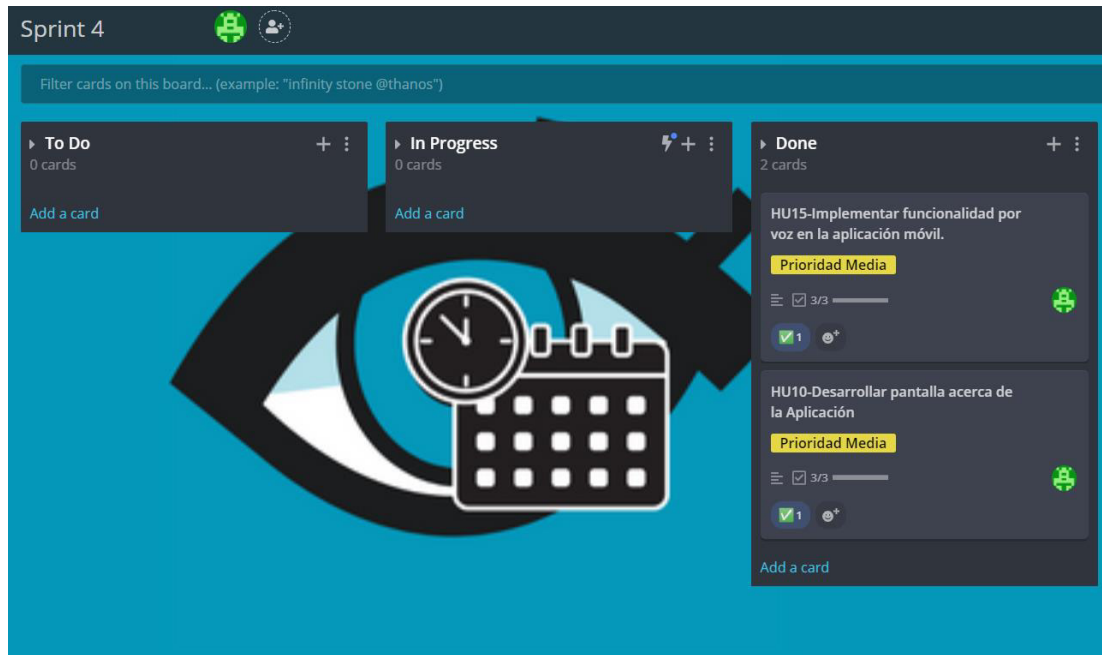 Sprint 4
Filter cards on this board... (example: "infinity stone @thanos")
To Do
0 cards
Add a card
In Progress
0 cards
Add a card
Done
2 cards
HU15-Implementar funcionalidad por
voz en la aplicación móvil.
Prioridad Media
3/3
1
HU10-Desarrollar pantalla acerca de
la Aplicación
Prioridad Media
3/3
1
Add a card